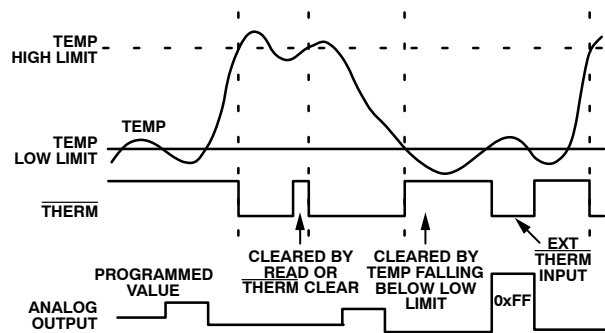 TEMP
HIGH LIMIT
TEMP
TEMP
LOW LIMIT
THERM
CLEARED BY
READ OR
THERM CLEAR
CLEARED BY
TEMP FALLING
BELOW LOW
LIMIT
EXT
THERM
INPUT
PROGRAMMED
VALUE
ANALOG
OUTPUT
0xFF